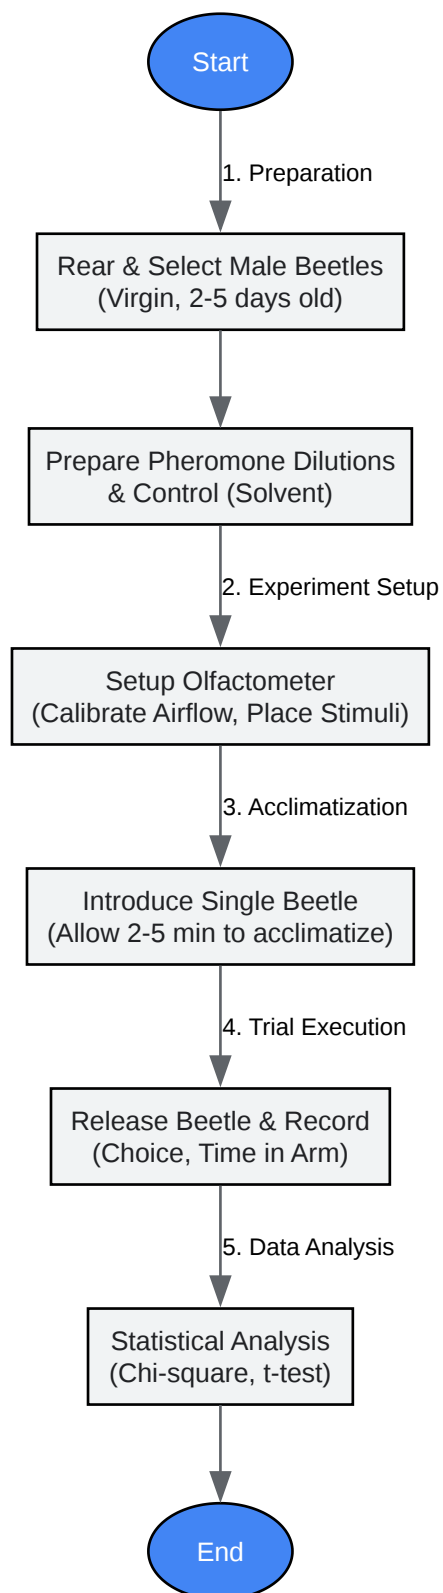 Start
1. Preparation
Rear & Select Male Beetles
(Virgin, 2-5 days old)
Prepare Pheromone Dilutions
& Control (Solvent)
2. Experiment Setup
Setup Olfactometer
(Calibrate Airflow, Place Stimuli)
3. Acclimatization
Introduce Single Beetle
(Allow 2-5 min to acclimatize)
4. Trial Execution
Release Beetle & Record
(Choice, Time in Arm)
5. Data Analysis
Statistical Analysis
(Chi-square, t-test)
End